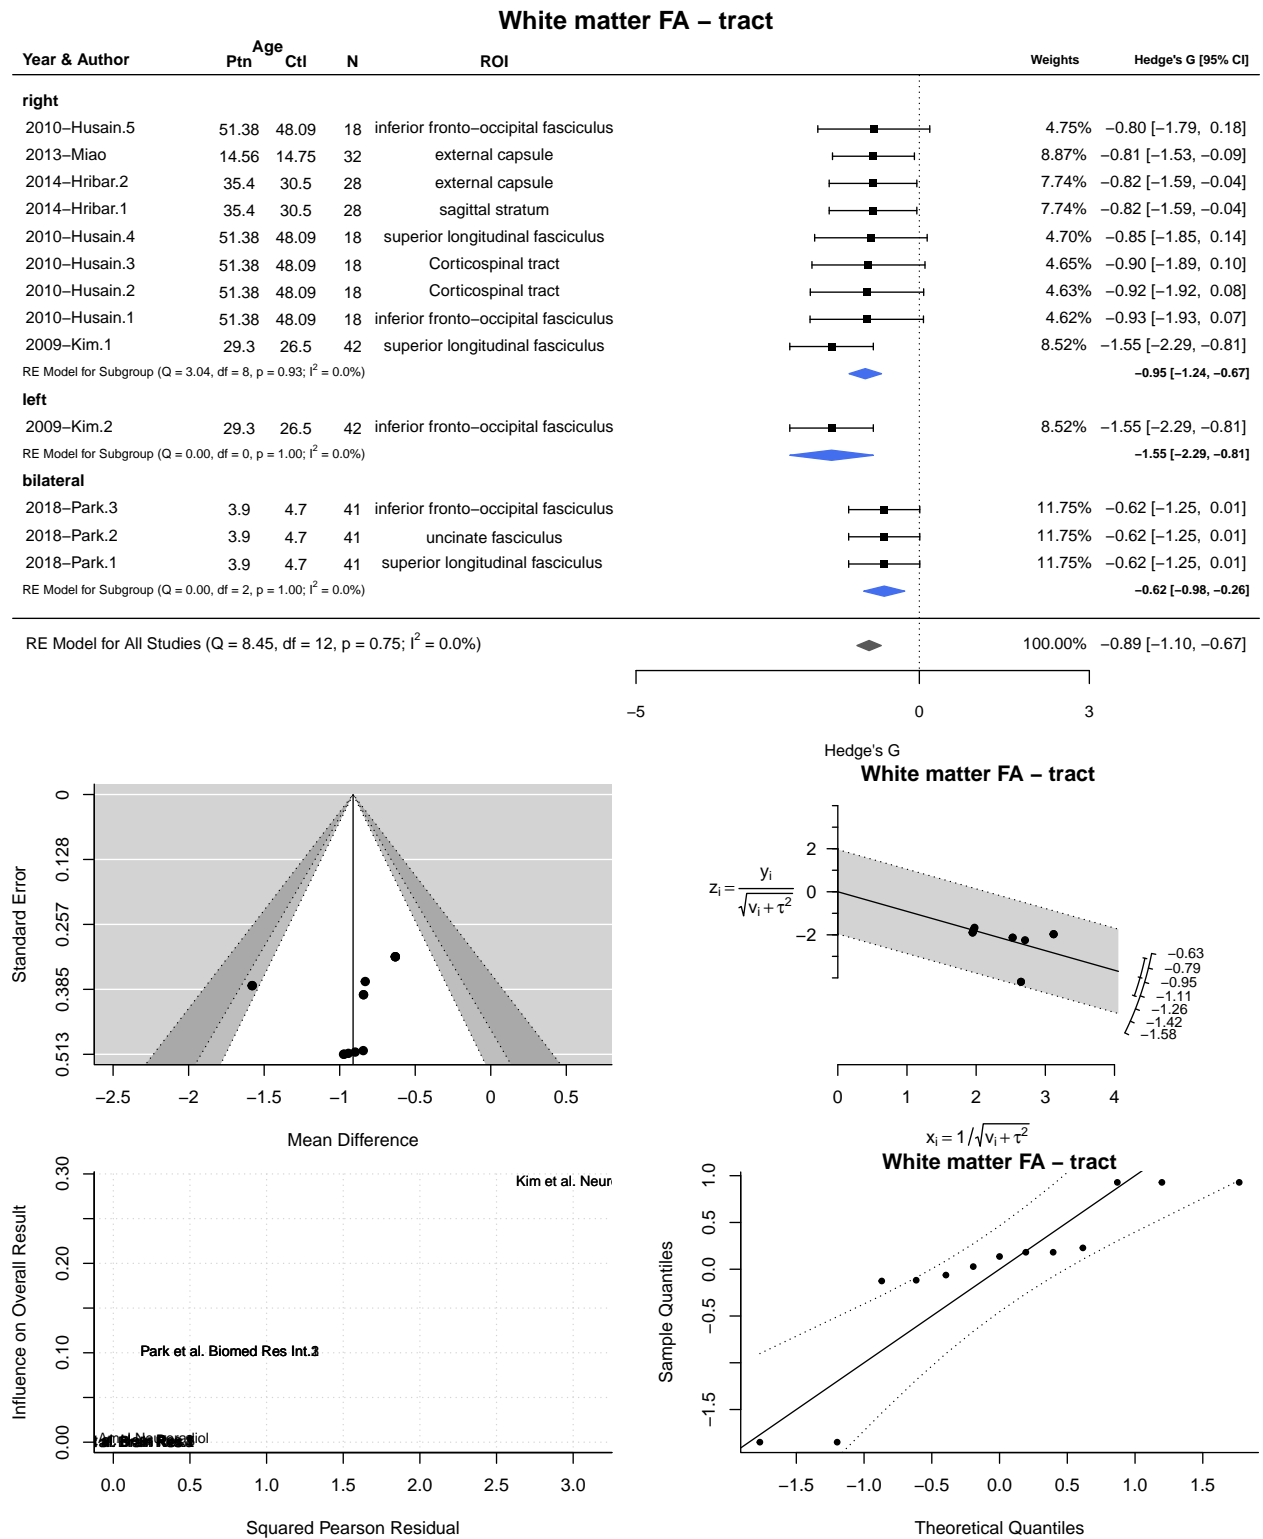 White matter FA − tract
Age
Year & Author Ptn Ctl N ROI Weights Hedge's G [95% CI]
right
2010−Husain.5 51.38 48.09 18 inferior fronto−occipital fasciculus 4.75% −0.80 [−1.79, 0.18]
2013−Miao 14.56 14.75 32 external capsule 8.87% −0.81 [−1.53, −0.09]
2014−Hribar.2 35.4 30.5 28 external capsule 7.74% −0.82 [−1.59, −0.04]
2014−Hribar.1 35.4 30.5 28 sagittal stratum 7.74% −0.82 [−1.59, −0.04]
2010−Husain.4 51.38 48.09 18 superior longitudinal fasciculus 4.70% −0.85 [−1.85, 0.14]
2010−Husain.3 51.38 48.09 18 Corticospinal tract 4.65% −0.90 [−1.89, 0.10]
2010−Husain.2 51.38 48.09 18 Corticospinal tract 4.63% −0.92 [−1.92, 0.08]
2010−Husain.1 51.38 48.09 18 inferior fronto−occipital fasciculus 4.62% −0.93 [−1.93, 0.07]
2009−Kim.1 29.3 26.5 42 superior longitudinal fasciculus 8.52% −1.55 [−2.29, −0.81]
RE Model for Subgroup (Q = 3.04, df = 8, p = 0.93; I² = 0.0%) −0.95 [−1.24, −0.67]
left
2009−Kim.2 29.3 26.5 42 inferior fronto−occipital fasciculus 8.52% −1.55 [−2.29, −0.81]
RE Model for Subgroup (Q = 0.00, df = 0, p = 1.00; I² = 0.0%) −1.55 [−2.29, −0.81]
bilateral
2018−Park.3 3.9 4.7 41 inferior fronto−occipital fasciculus 11.75% −0.62 [−1.25, 0.01]
2018−Park.2 3.9 4.7 41 uncinate fasciculus 11.75% −0.62 [−1.25, 0.01]
2018−Park.1 3.9 4.7 41 superior longitudinal fasciculus 11.75% −0.62 [−1.25, 0.01]
RE Model for Subgroup (Q = 0.00, df = 2, p = 1.00; I² = 0.0%) −0.62 [−0.98, −0.26]
RE Model for All Studies (Q = 8.45, df = 12, p = 0.75; I² = 0.0%) 100.00% −0.89 [−1.10, −0.67]
−5 0 3
Hedge's G
Standard Error
0
0.128
0.257
0.385
0.513
−2.5 −2 −1.5 −1 −0.5 0 0.5
Mean Difference
White matter FA − tract
zᵢ = yᵢ / √(vᵢ + τ²)
2
0
−2
−0.63
−0.79
−0.95
−1.11
−1.26
−1.42
−1.58
0 1 2 3 4
xᵢ = 1/√(vᵢ + τ²)
Influence on Overall Result
0.30
0.20
0.10
0.00
Kim et al. Neuro
Park et al. Biomed Res Int.
al. Brain Res.
0.0 0.5 1.0 1.5 2.0 2.5 3.0
Squared Pearson Residual
White matter FA − tract
Sample Quantiles
1.0
0.5
0.0
−0.5
−1.5
−1.5 −1.0 −0.5 0.0 0.5 1.0 1.5
Theoretical Quantiles